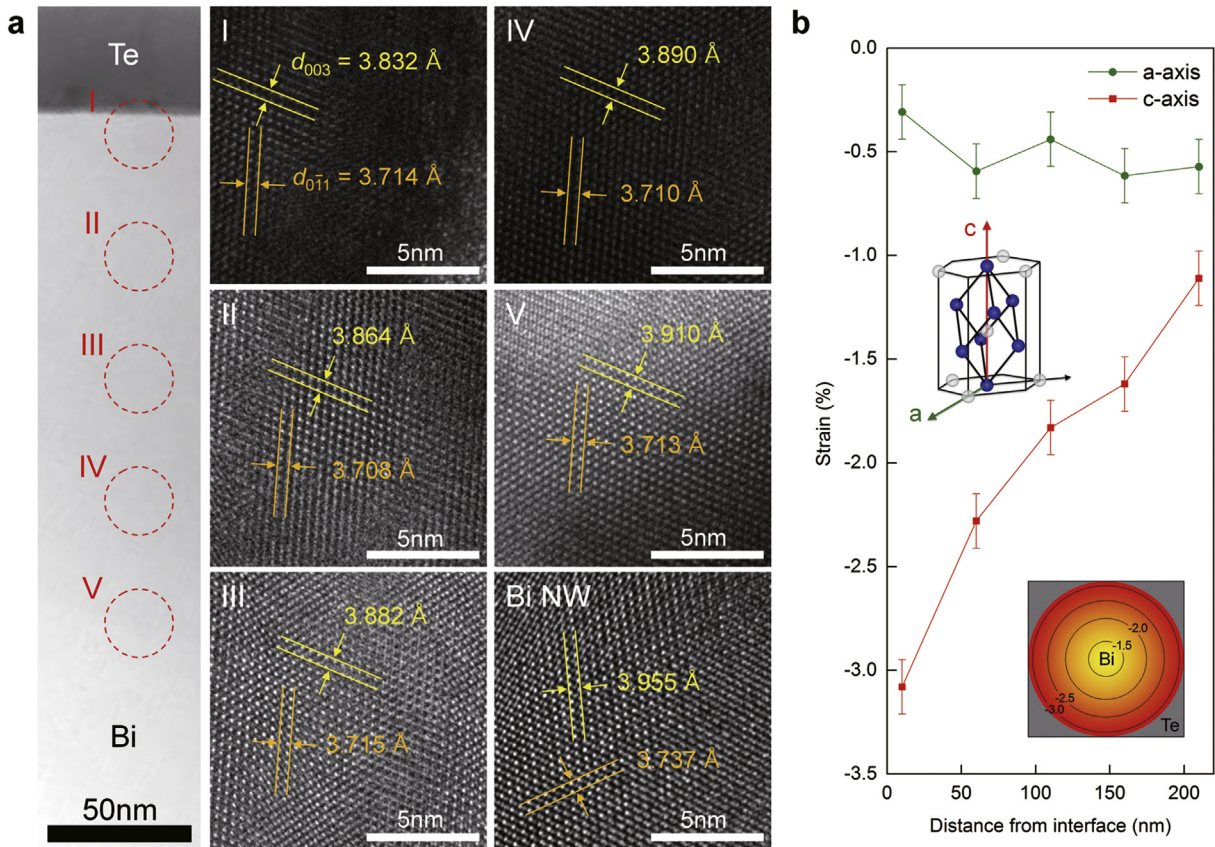 a
Te
I
II
III
IV
V
Bi
50nm
I
d003 = 3.832 Å
d01̄1 = 3.714 Å
5nm
IV
3.890 Å
3.710 Å
5nm
II
3.864 Å
3.708 Å
5nm
V
3.910 Å
3.713 Å
5nm
III
3.882 Å
3.715 Å
5nm
Bi NW
3.955 Å
3.737 Å
5nm
b
a-axis
c-axis
0.0
-0.5
-1.0
-1.5
-2.0
-2.5
-3.0
-3.5
Strain (%)
c
a
-2.0
-1.5
Bi
-2.5
-3.0
Te
0
50
100
150
200
Distance from interface (nm)